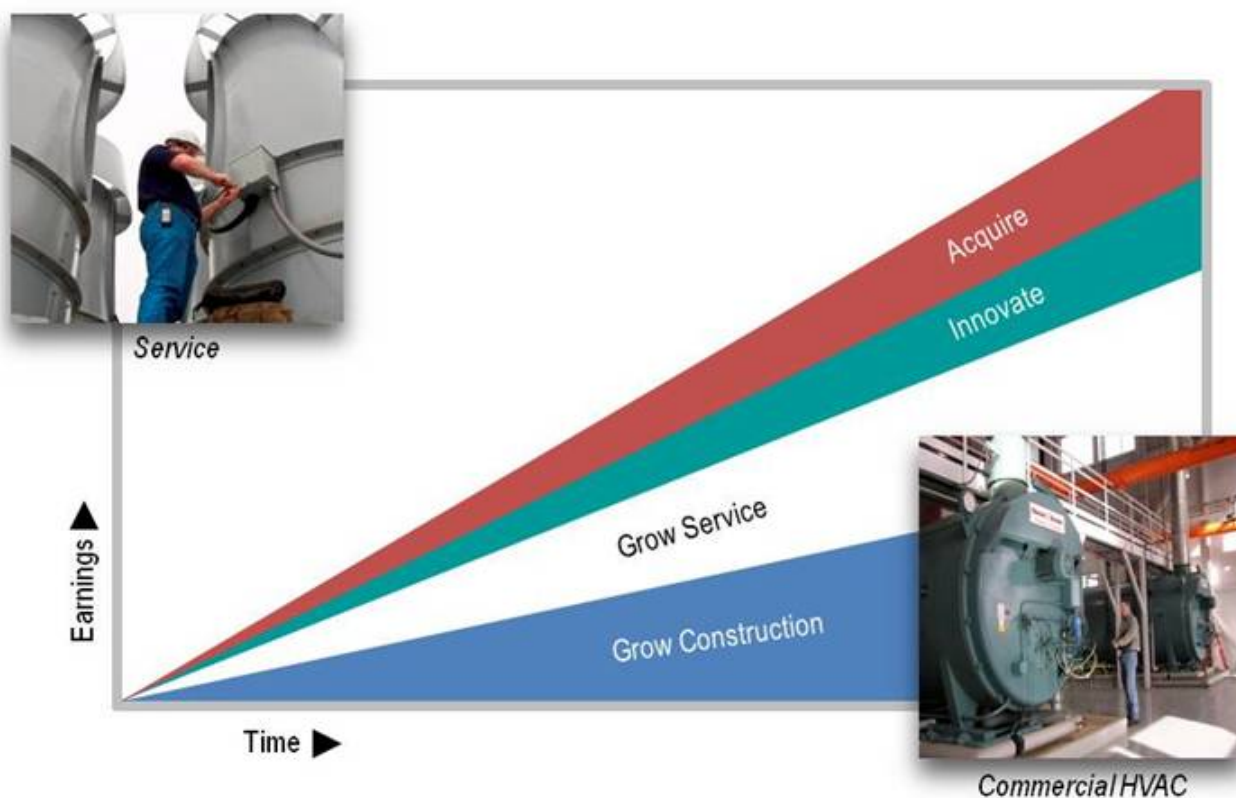 Service
Acquire
Innovate
Grow Service
Grow Construction
Earnings ▶
Time ▶
Commercial HVAC